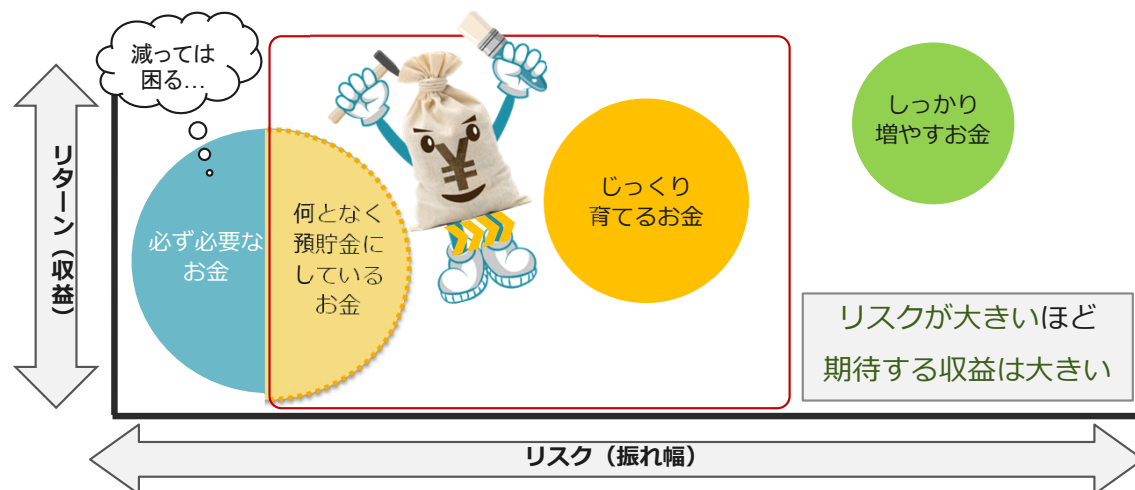 減っては
困る…
リターン（収益）
必ず必要な
お金
何となく
預貯金に
している
お金
¥
じっくり
育てるお金
しっかり
増やすお金
リスクが大きいほど
期待する収益は大きい
リスク（振れ幅）